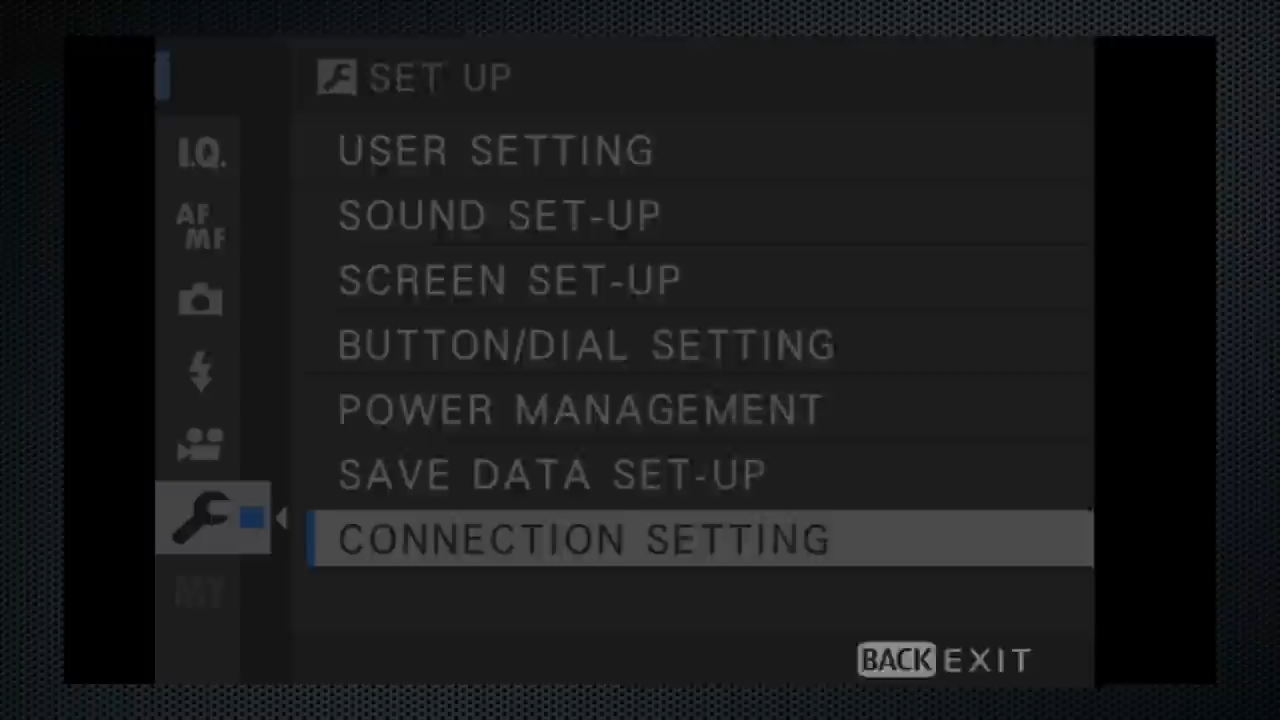 SET UP
I.Q.
USER SETTING
AF
MF
SOUND SET-UP
SCREEN SET-UP
BUTTON/DIAL SETTING
POWER MANAGEMENT
SAVE DATA SET-UP
CONNECTION SETTING
MY
BACK EXIT